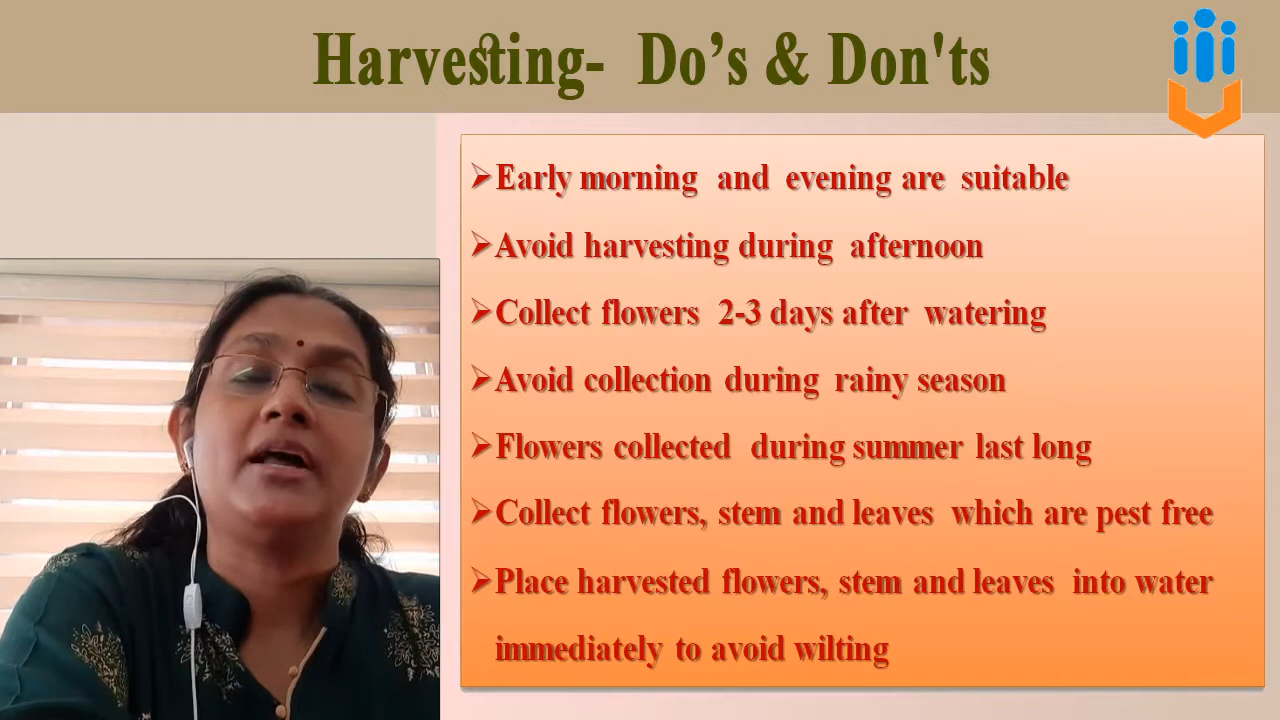 Harvesting- Do’s & Don'ts
➢Early morning and evening are suitable
➢Avoid harvesting during afternoon
➢Collect flowers 2-3 days after watering
➢Avoid collection during rainy season
➢Flowers collected during summer last long
➢Collect flowers, stem and leaves which are pest free
➢Place harvested flowers, stem and leaves into water
immediately to avoid wilting